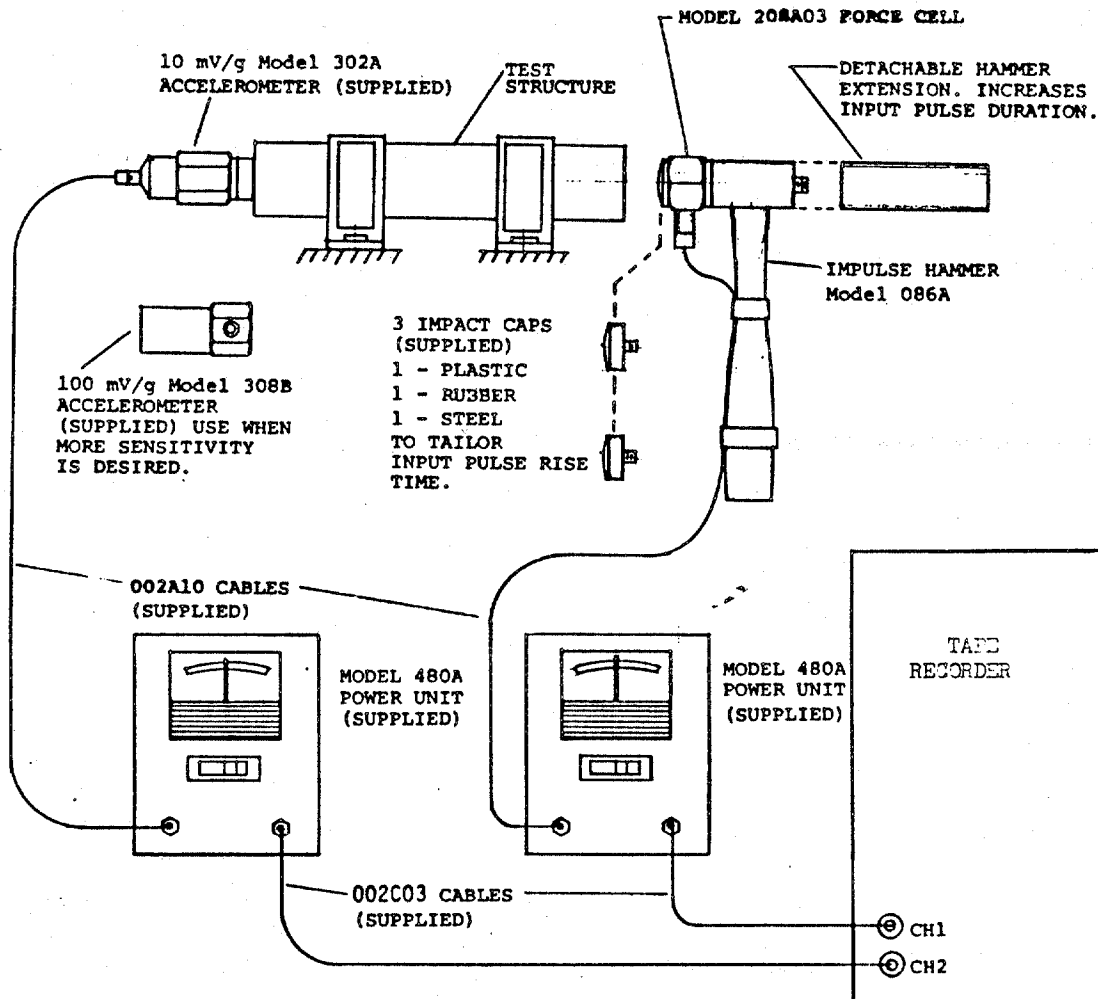 MODEL 208A03 FORCE CELL
10 mV/g Model 302A
ACCELEROMETER (SUPPLIED)
TEST
STRUCTURE
DETACHABLE HAMMER
EXTENSION. INCREASES
INPUT PULSE DURATION.
IMPULSE HAMMER
Model 086A
3 IMPACT CAPS
(SUPPLIED)
1 - PLASTIC
1 - RUBBER
1 - STEEL
TO TAILOR
INPUT PULSE RISE
TIME.
100 mV/g Model 308B
ACCELEROMETER
(SUPPLIED) USE WHEN
MORE SENSITIVITY
IS DESIRED.
002A10 CABLES
(SUPPLIED)
MODEL 480A
POWER UNIT
(SUPPLIED)
MODEL 480A
POWER UNIT
(SUPPLIED)
TAPE
RECORDER
002C03 CABLES
(SUPPLIED)
CH1
CH2